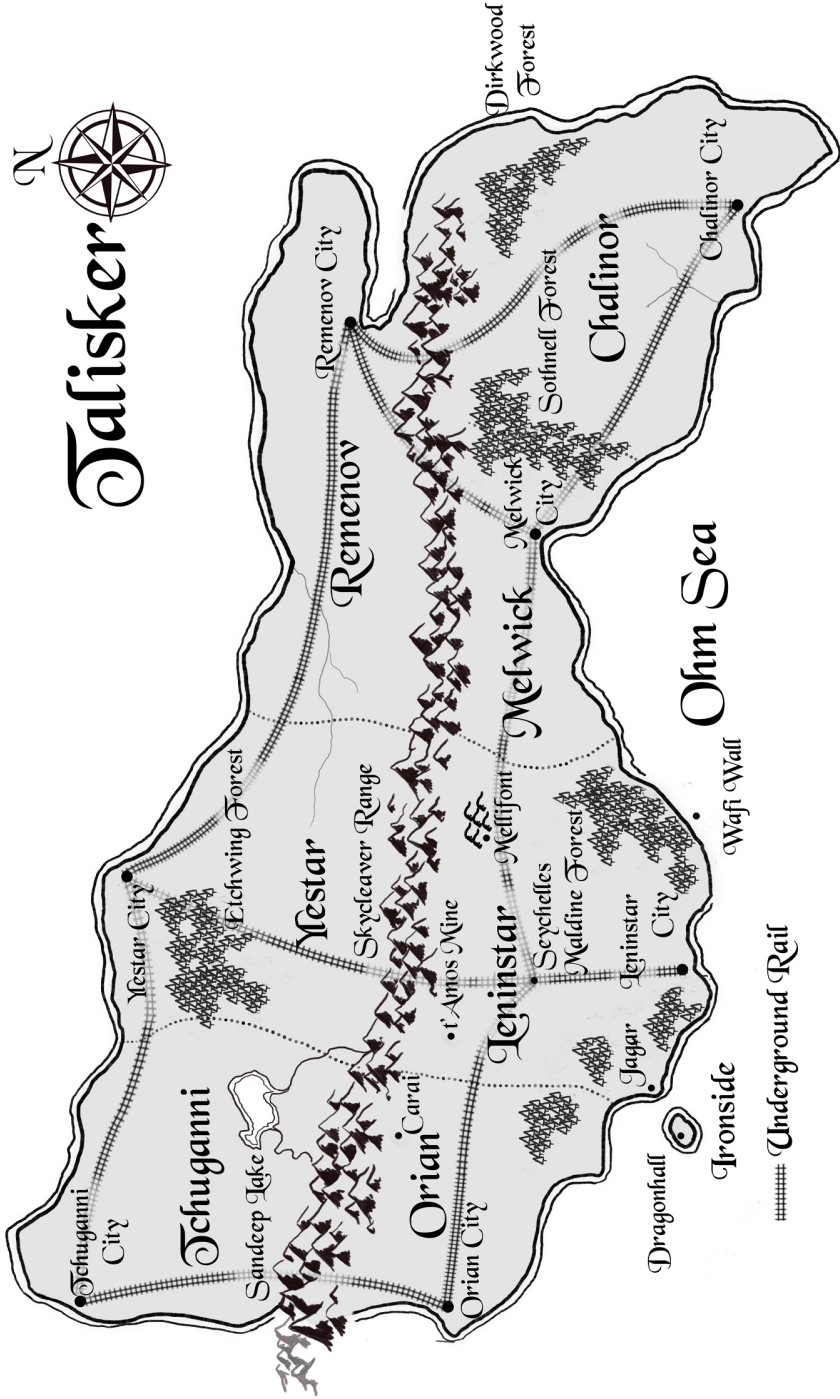 N
Talisker
Tchuganni
City
Ylestar City
Tchuganni
Etchwing Forest
Sandeep Lake
Ylestar
Remenov City
Remenov
Skycleaver Range
Carai
Orian
t'Amos Mine
Orian City
Dirkwood
Forest
Leninstar
Mellifont
Melwick
Melwick
City
Seychelles
Sothnell Forest
Maldine Forest
Chalinor
Jagar
Leninstar
City
Dragonhall
Ohm Sea
Chalinor City
Ironside
Wafi Wall
Underground Rail